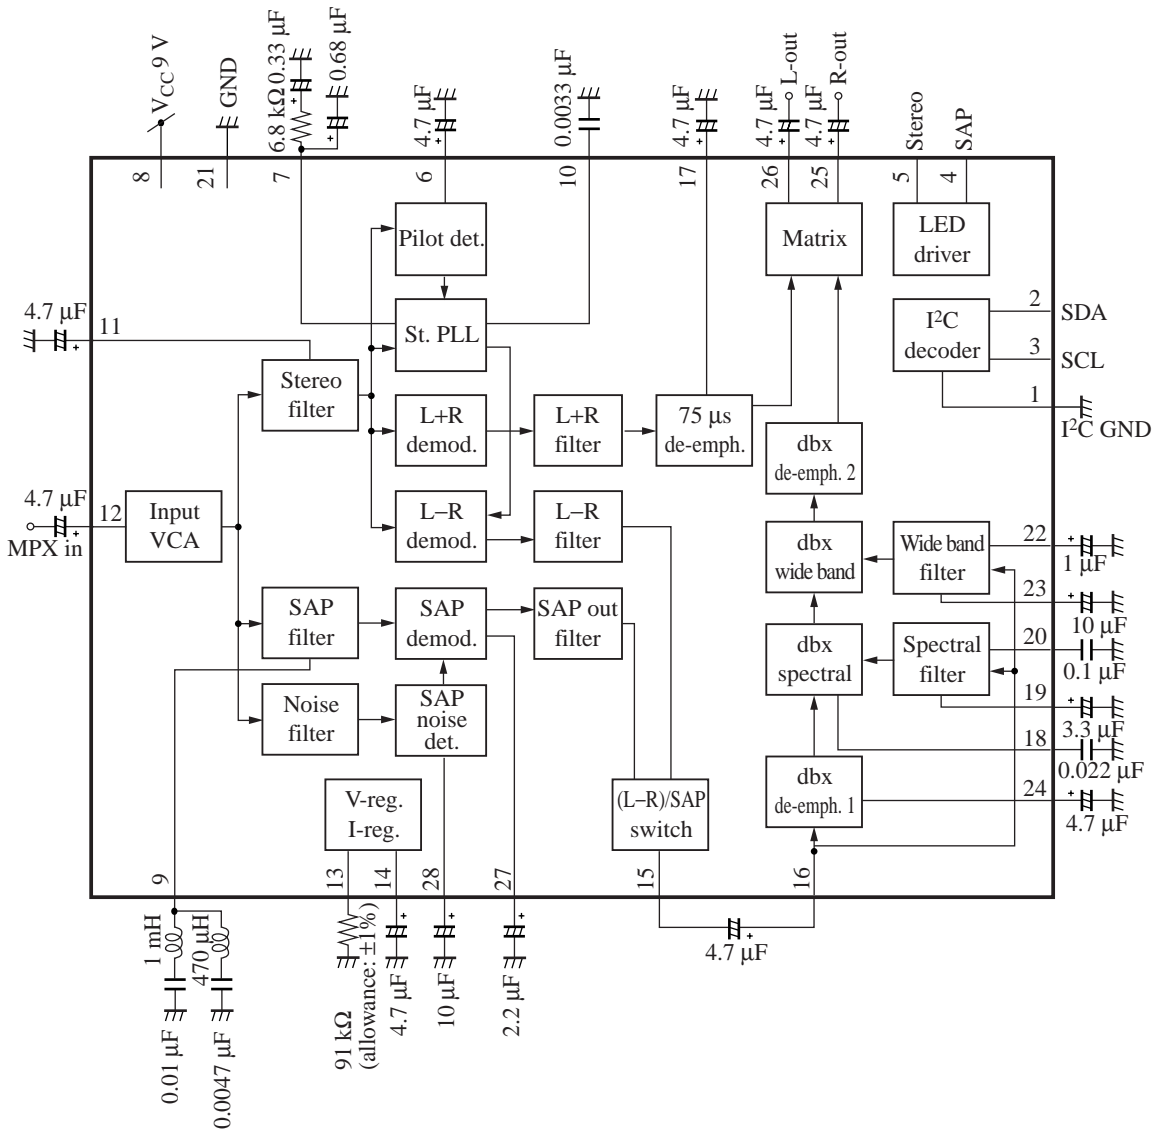 VCC 9 V
GND
6.8 kΩ
0.33 μF
0.68 μF
4.7 μF
0.0033 μF
4.7 μF
4.7 μF
L-out
4.7 μF
R-out
Stereo
SAP
8
21
7
6
10
17
26
25
5
4
Pilot det.
Matrix
LED
driver
4.7 μF
11
St. PLL
I²C
decoder
2
SDA
3
SCL
1
I²C GND
Stereo
filter
L+R
demod.
L+R
filter
75 μs
de-emph.
dbx
de-emph. 2
4.7 μF
12
MPX in
Input
VCA
L−R
demod.
L−R
filter
dbx
wide band
Wide band
filter
22
1 μF
23
10 μF
SAP
filter
SAP
demod.
SAP out
filter
dbx
spectral
Spectral
filter
20
0.1 μF
19
3.3 μF
Noise
filter
SAP
noise
det.
18
0.022 μF
V-reg.
I-reg.
(L−R)/SAP
switch
dbx
de-emph. 1
24
4.7 μF
9
13
14
28
27
15
16
1 mH
470 μH
0.01 μF
0.0047 μF
91 kΩ
(allowance: ±1%)
4.7 μF
10 μF
2.2 μF
4.7 μF